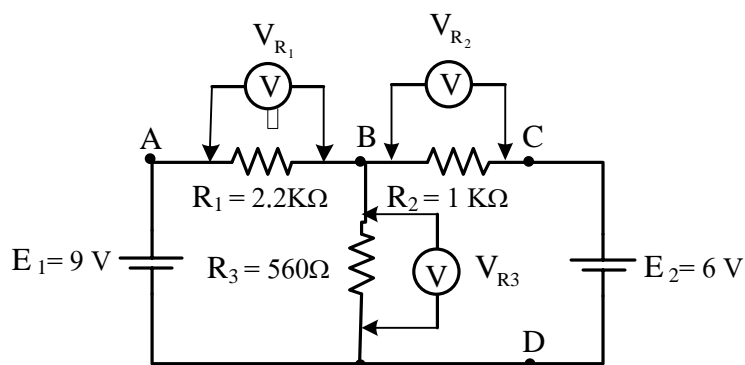 V_R₁
V_R₂
V
V
A
B
C
R₁ = 2.2KΩ
R₂ = 1 KΩ
E₁= 9 V
R₃ = 560Ω
V
V_R3
E₂= 6 V
D